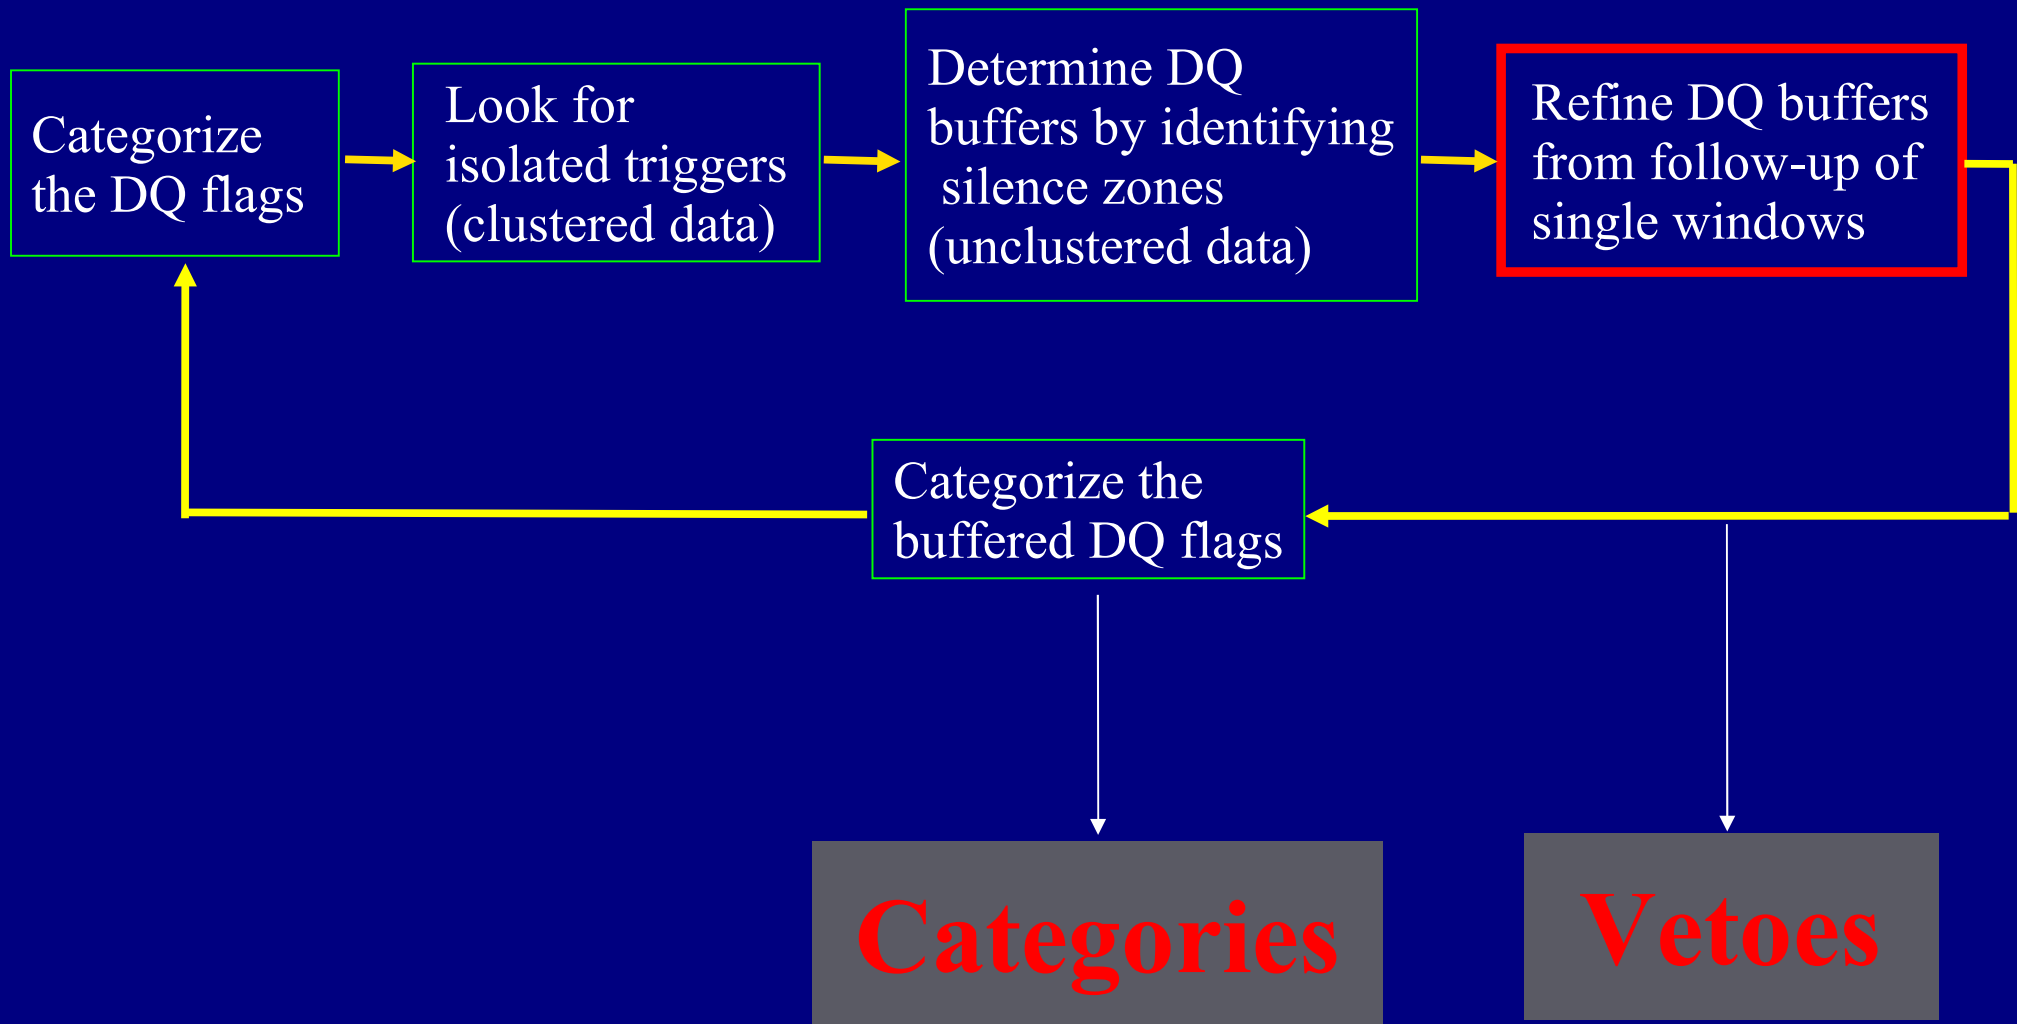 Categorize
the DQ flags
Look for
isolated triggers
(clustered data)
Determine DQ
buffers by identifying
silence zones
(unclustered data)
Refine DQ buffers
from follow-up of
single windows
Categorize the
buffered DQ flags
Categories
Vetoes